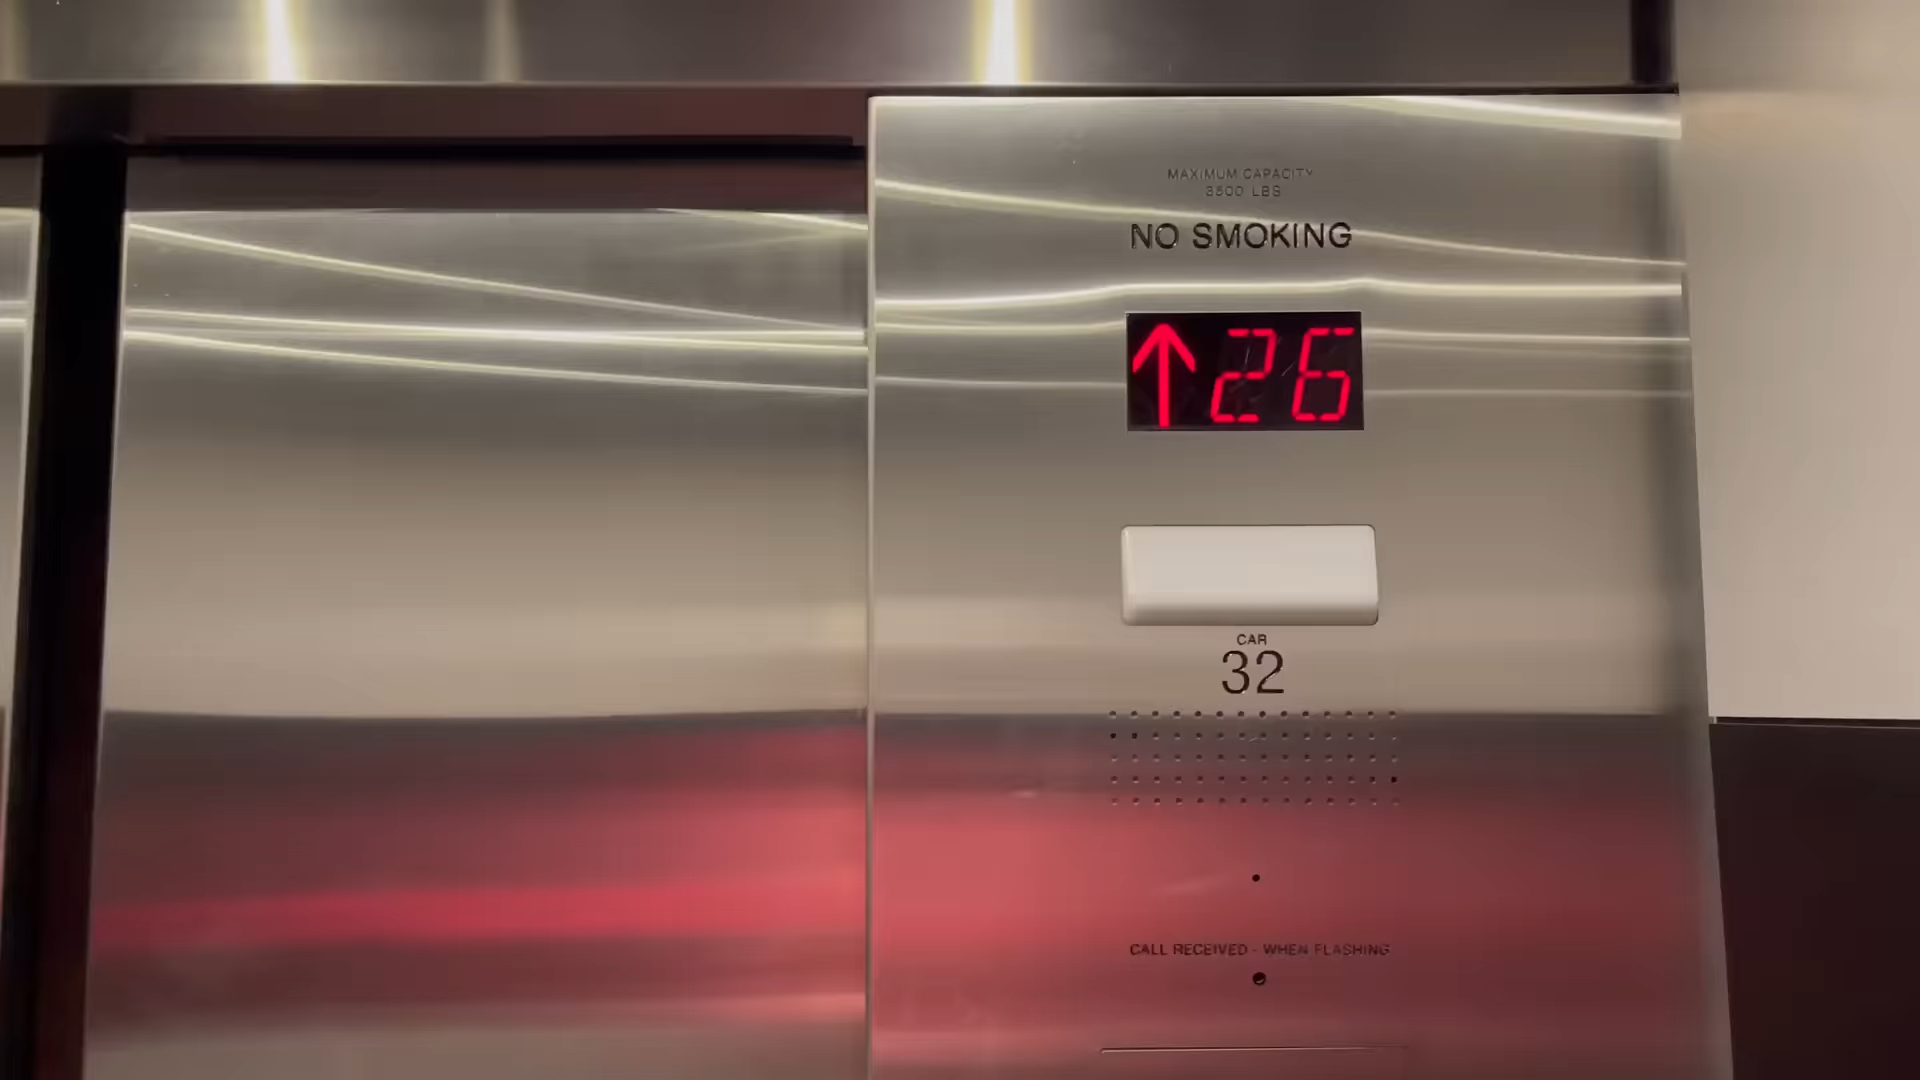 MAXIMUM CAPACITY
3500 LBS
NO SMOKING
↑26
CAR
32
CALL RECEIVED - WHEN FLASHING